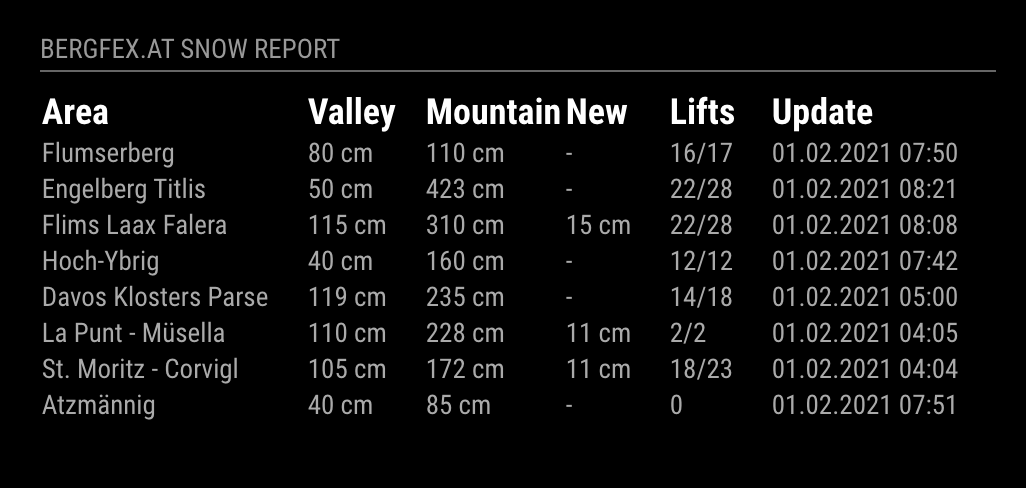 BERGFEX.AT SNOW REPORT
Area Valley Mountain New Lifts Update
Flumserberg 80 cm 110 cm - 16/17 01.02.2021 07:50
Engelberg Titlis 50 cm 423 cm - 22/28 01.02.2021 08:21
Flims Laax Falera 115 cm 310 cm 15 cm 22/28 01.02.2021 08:08
Hoch-Ybrig 40 cm 160 cm - 12/12 01.02.2021 07:42
Davos Klosters Parse 119 cm 235 cm - 14/18 01.02.2021 05:00
La Punt - Müsella 110 cm 228 cm 11 cm 2/2 01.02.2021 04:05
St. Moritz - Corvigl 105 cm 172 cm 11 cm 18/23 01.02.2021 04:04
Atzmännig 40 cm 85 cm - 0 01.02.2021 07:51